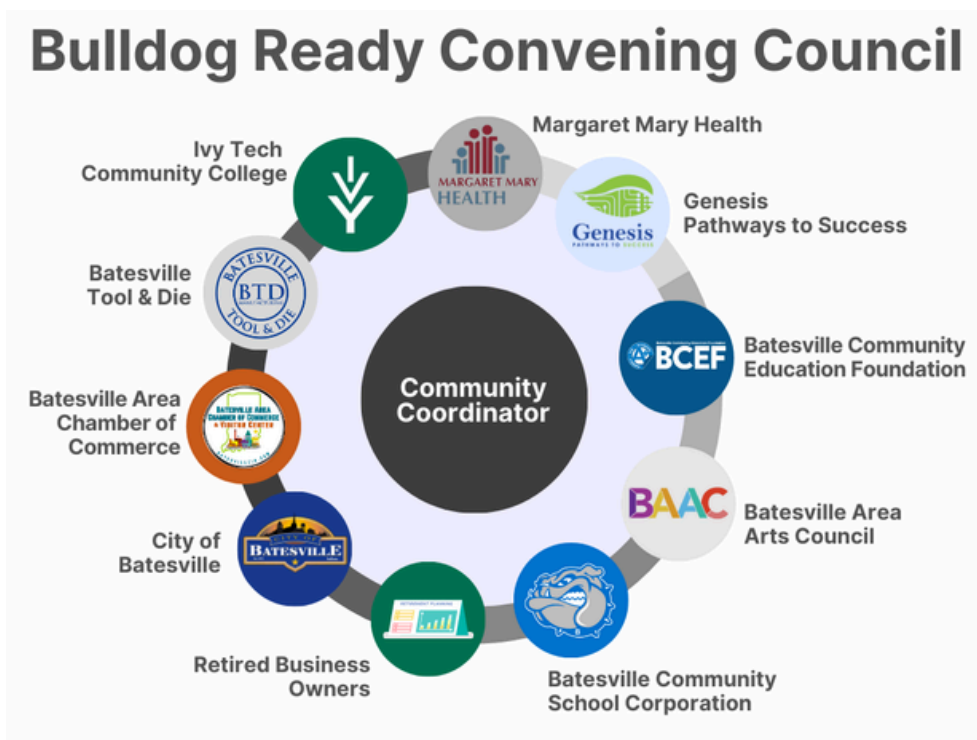 Bulldog Ready Convening Council
Margaret Mary Health
MARGARET MARY
HEALTH
Ivy Tech
Community College
Genesis
Pathways to Success
Genesis
PATHWAYS TO SUCCESS
Batesville
Tool & Die
BATESVILLE
BTD
TOOL & DIE
Batesville Community
Education Foundation
BCEF
Community
Coordinator
Batesville Area
Chamber of
Commerce
BATESVILLE AREA
CHAMBER OF COMMERCE
& VISITOR CENTER
BAAC
Batesville Area
Arts Council
City of
Batesville
CITY OF
BATESVILLE
RETIREMENT PLANNING
Retired Business
Owners
B
Batesville Community
School Corporation